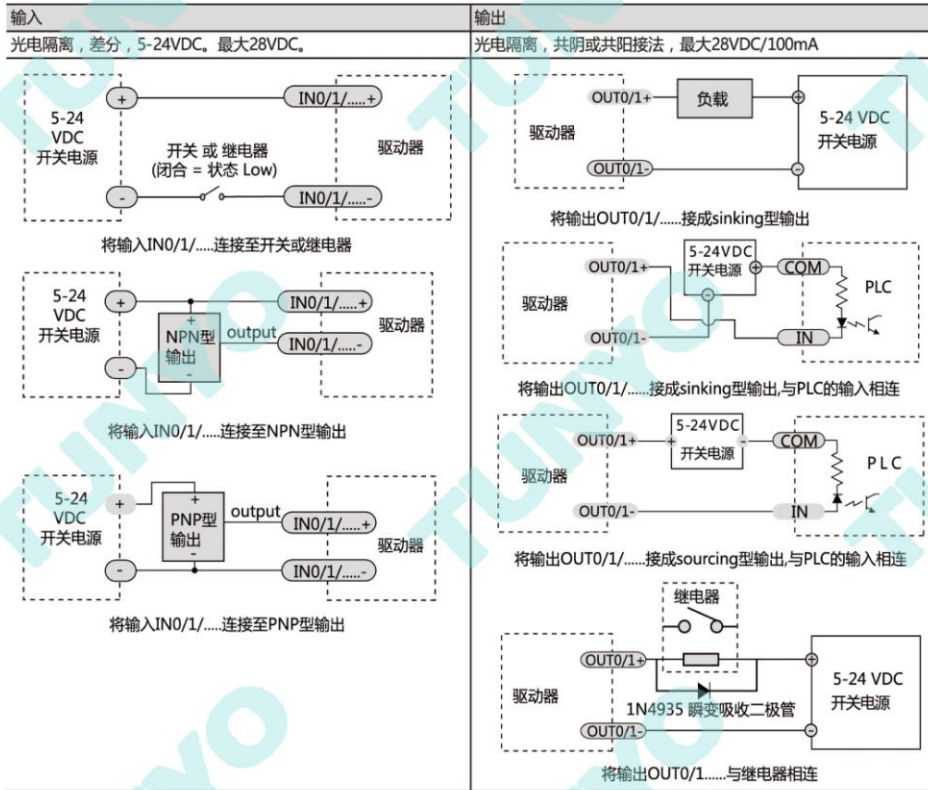 输入
光电隔离，差分，5-24VDC。最大28VDC。
5-24
VDC
开关电源
+
-
开关 或 继电器
(闭合 = 状态 Low)
IN0/1/.....+
IN0/1/.....-
驱动器
将输入IN0/1/.....连接至开关或继电器
5-24
VDC
开关电源
+
-
+
NPN型
输出
-
output
IN0/1/.....+
IN0/1/.....-
驱动器
将输入IN0/1/.....连接至NPN型输出
5-24
VDC
开关电源
+
-
+
PNP型
输出
-
output
IN0/1/.....+
IN0/1/.....-
驱动器
将输入IN0/1/.....连接至PNP型输出
输出
光电隔离，共阴或共阳接法，最大28VDC/100mA
OUT0/1+
负载
驱动器
OUT0/1-
5-24 VDC
开关电源
将输出OUT0/1/......接成sinking型输出
OUT0/1+
驱动器
OUT0/1-
5-24VDC
开关电源
COM
PLC
IN
将输出OUT0/1/......接成sinking型输出,与PLC的输入相连
OUT0/1+
驱动器
OUT0/1-
+
5-24VDC
开关电源
-
COM
PLC
IN
将输出OUT0/1/......接成sourcing型输出,与PLC的输入相连
继电器
OUT0/1+
驱动器
1N4935 瞬变吸收二极管
OUT0/1-
5-24 VDC
开关电源
将输出OUT0/1......与继电器相连
TUNYO